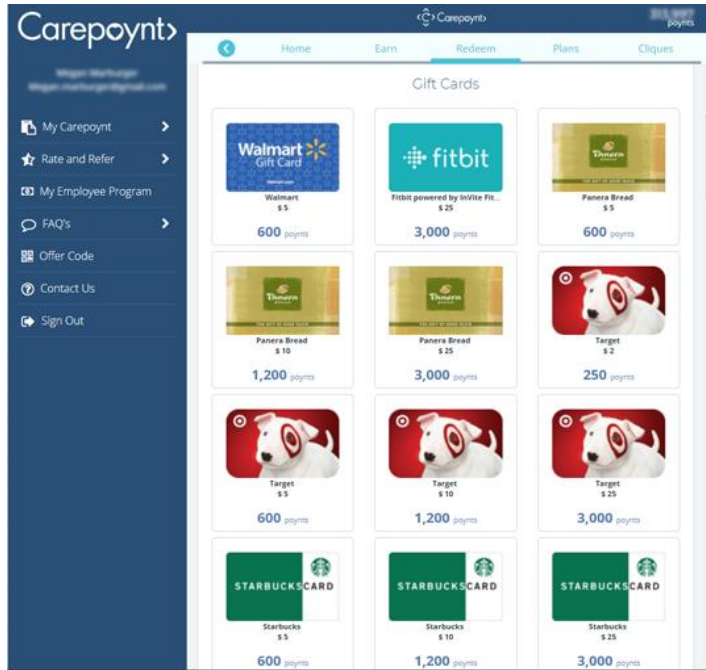 Carepoynt
Carepoynt
poynts
Home
Earn
Redeem
Plans
Cliques
My Carepoynt
Rate and Refer
My Employee Program
FAQ's
Offer Code
Contact Us
Sign Out
Gift Cards
Walmart
Gift Card
Walmart
$ 5
600 poynts
fitbit
Fitbit powered by InVite Fit...
$ 25
3,000 poynts
Panera
Panera Bread
$ 5
600 poynts
Panera
Panera Bread
$ 10
1,200 poynts
Panera
Panera Bread
$ 25
3,000 poynts
Target
$ 2
250 poynts
Target
$ 5
600 poynts
Target
$ 10
1,200 poynts
Target
$ 25
3,000 poynts
STARBUCKS CARD
Starbucks
$ 5
600 poynts
STARBUCKS CARD
Starbucks
$ 10
1,200 poynts
STARBUCKS CARD
Starbucks
$ 25
3,000 poynts